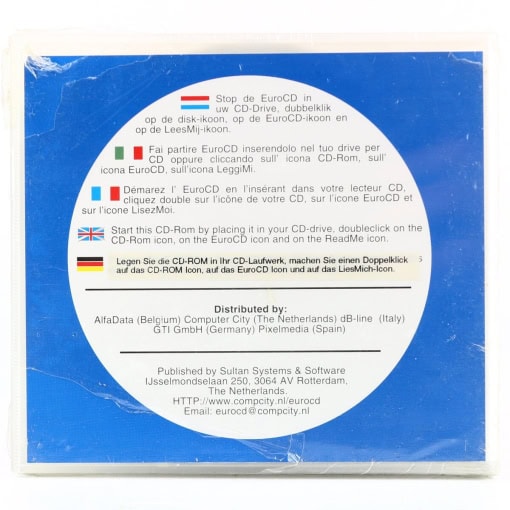 Stop de EuroCD in
uw CD-Drive, dubbelklik
op de disk-ikoon, op de EuroCD-ikoon en
op de LeesMij-ikoon.
Fai partire EuroCD inserendolo nel tuo drive per
CD oppure cliccando sull' icona CD-Rom, sull'
icona EuroCD, sull'icona LeggiMi.
Démarez l' EuroCD en l'insérant dans votre lecteur CD,
cliquez double sur l'icône de votre CD, sur l'icone EuroCD et
sur l'icone LisezMoi.
Start this CD-Rom by placing it your CD-drive, doubleclick on the
CD-Rom icon, on the EuroCD icon and on the ReadMe icon.
Legen Sie die CD-ROM in Ihr CD-Laufwerk, machen Sie einen Doppelklick
auf das CD-ROM Icon, auf das EuroCD Icon und auf das LiesMich-Icon.
Distributed by:
AlfaData (Belgium) Computer City (The Netherlands) dB-line (Italy)
GTI GmbH (Germany) Pixelmedia (Spain)
Published by Sultan Systems & Software
IJsselmondselaan 250, 3064 AV Rotterdam,
The Netherlands.
HTTP://www.compcity.nl/eurocd
Email: eurocd@compcity.nl